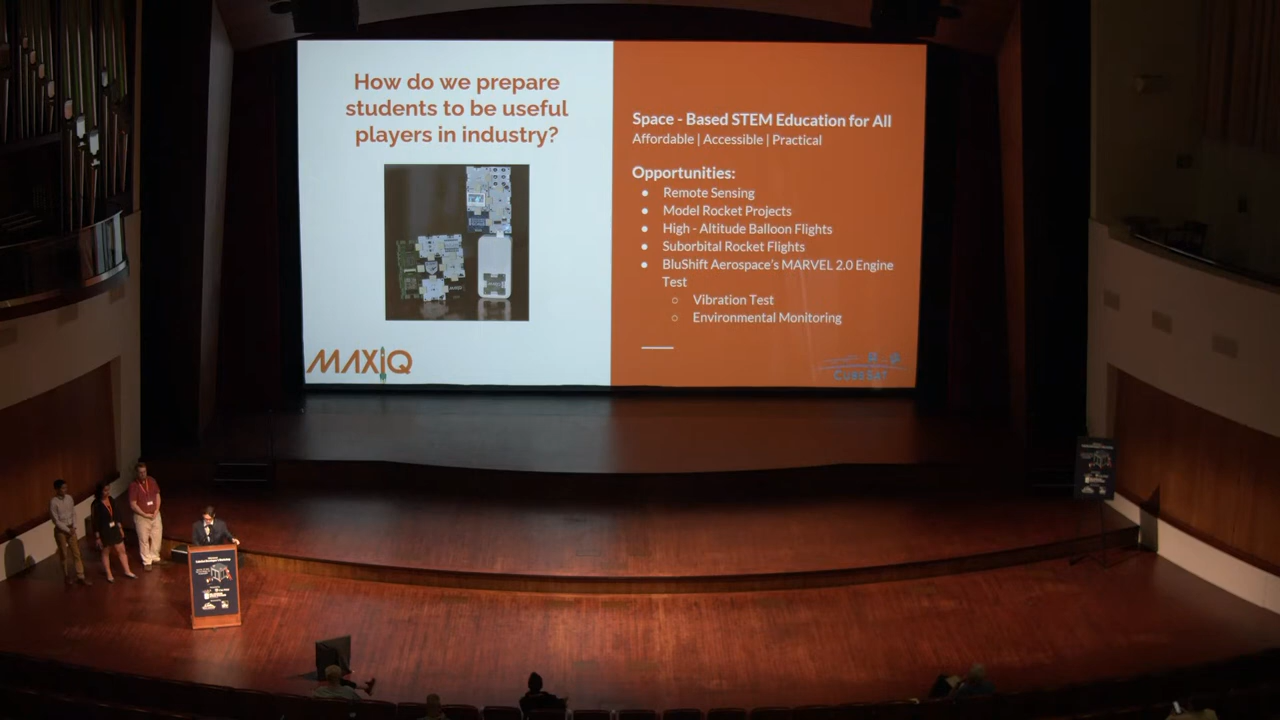 How do we prepare
students to be useful
players in industry?
MAXIQ
Space - Based STEM Education for All
Affordable | Accessible | Practical
Opportunities:
● Remote Sensing
● Model Rocket Projects
● High - Altitude Balloon Flights
● Suborbital Rocket Flights
● BluShift Aerospace's MARVEL 2.0 Engine
Test
○ Vibration Test
○ Environmental Monitoring